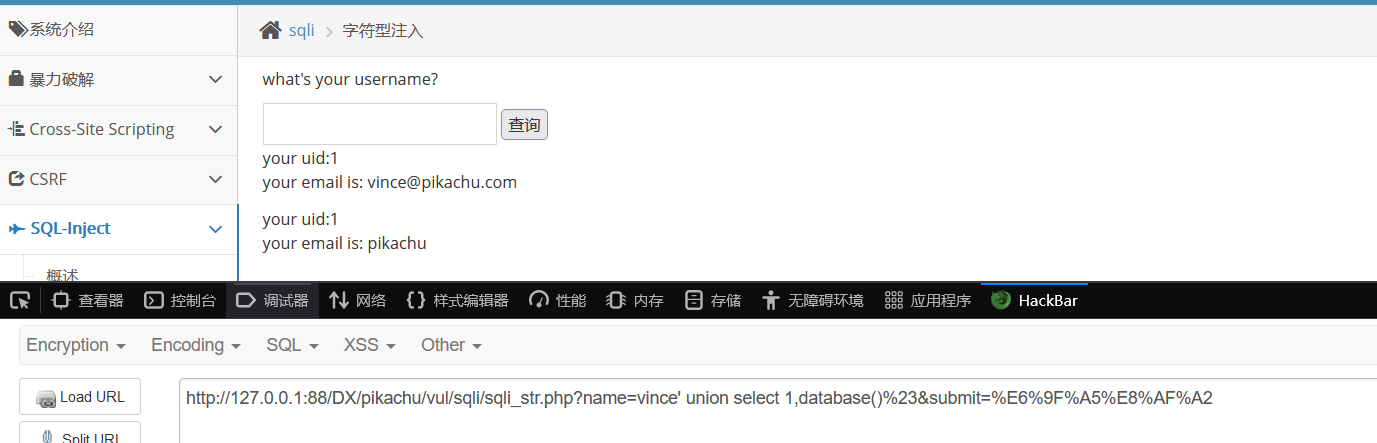 系统介绍
sqli > 字符型注入
暴力破解
what's your username?
查询
Cross-Site Scripting
your uid:1
your email is: vince@pikachu.com
CSRF
your uid:1
your email is: pikachu
SQL-Inject
概述
查看器 控制台 调试器 网络 样式编辑器 性能 内存 存储 无障碍环境 应用程序 HackBar
Encryption Encoding SQL XSS Other
Load URL
http://127.0.0.1:88/DX/pikachu/vul/sqli/sqli_str.php?name=vince' union select 1,database()%23&submit=%E6%9F%A5%E8%AF%A2
Split URL